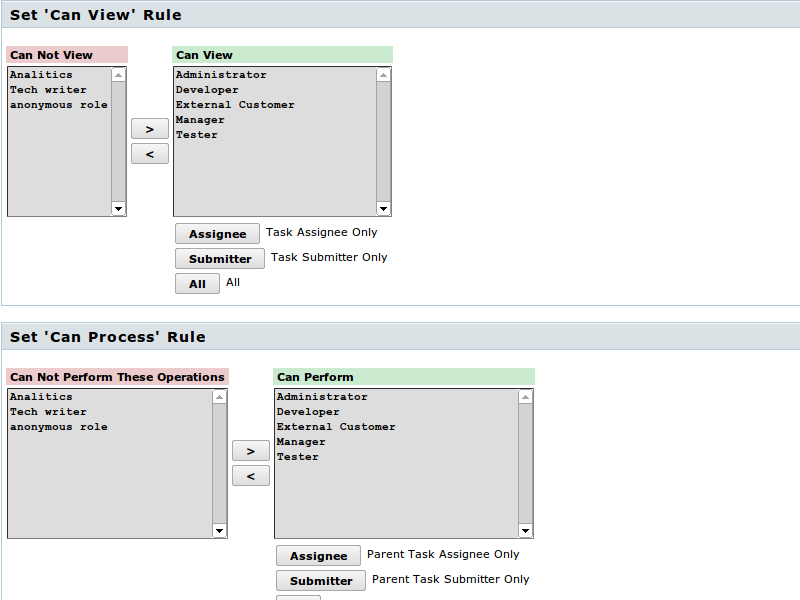 Set 'Can View' Rule
Can Not View
Can View
Analitics
Tech writer
anonymous role
Administrator
Developer
External Customer
Manager
Tester
>
<
Assignee Task Assignee Only
Submitter Task Submitter Only
All All
Set 'Can Process' Rule
Can Not Perform These Operations
Can Perform
Analitics
Tech writer
anonymous role
Administrator
Developer
External Customer
Manager
Tester
>
<
Assignee Parent Task Assignee Only
Submitter Parent Task Submitter Only